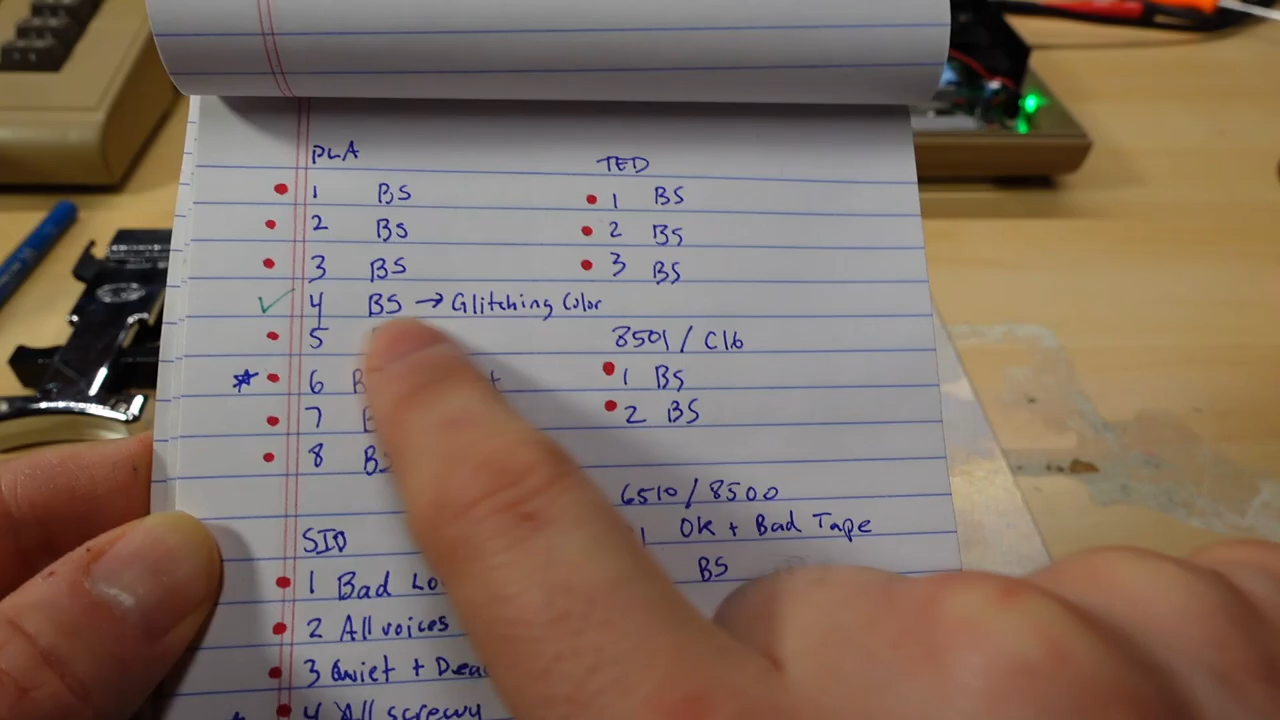 PLA
1 BS
2 BS
3 BS
4 BS → Glitching Color
5
6
7
8 BS
SID
1 Bad
2 All voices
3 Quiet +
4 All screwy
TED
1 BS
2 BS
3 BS
8501 / C16
1 BS
2 BS
6510 / 8500
1 OK + Bad Tape
BS